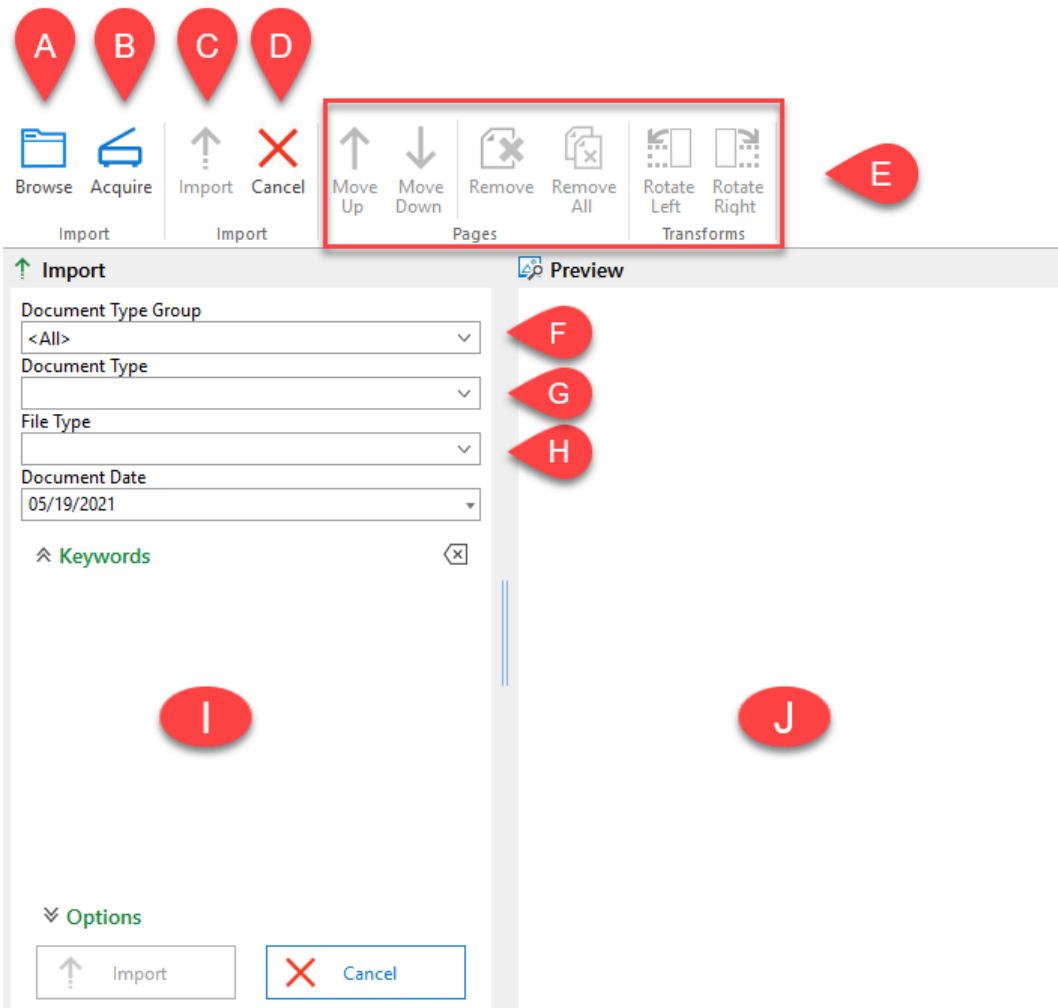 A B C D
Browse Acquire Import Cancel Move Up Move Down Remove Remove All Rotate Left Rotate Right
E
Import Import Pages Transforms
Import
Preview
Document Type Group
<All>
F
Document Type
G
File Type
H
Document Date
05/19/2021
Keywords
I
J
Options
Import Cancel